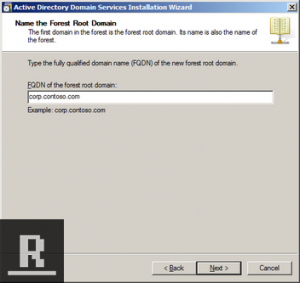 Active Directory Domain Services Installation Wizard
Name the Forest Root Domain
The first domain in the forest is the forest root domain. Its name is also the name of
the forest.
Type the fully qualified domain name (FQDN) of the new forest root domain.
FQDN of the forest root domain:
corp.contoso.com
Example: corp.contoso.com
R
< Back
Next >
Cancel